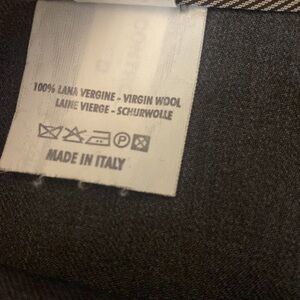 100% LANA VERGINE - VIRGIN WOOL
LAINE VIERGE - SCHURWOLLE
P
MADE IN ITALY